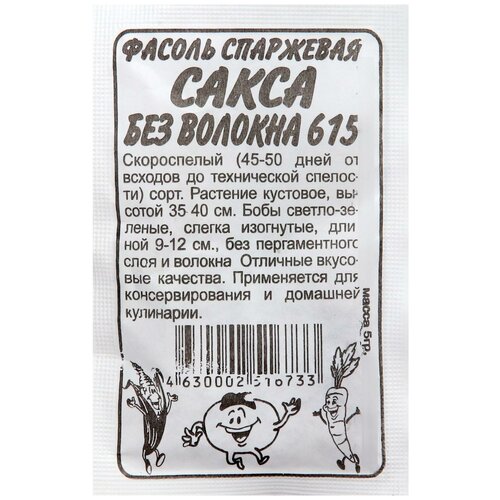 ФАСОЛЬ СПАРЖЕВАЯ
САКСА
БЕЗ ВОЛОКНА 615
Скороспелый (45-50 дней от
всходов до технической спелос-
ти) сорт. Растение кустовое, вы-
сотой 35 40 см. Бобы светло-зе-
леные, слегка изогнутые, дли-
ной 9-12 см., без пергаментного
слоя и волокна Отличные вкусо-
вые качества. Применяется для
консервирования и домашней
кулинарии.
масса 5гр.
4 630002 516733